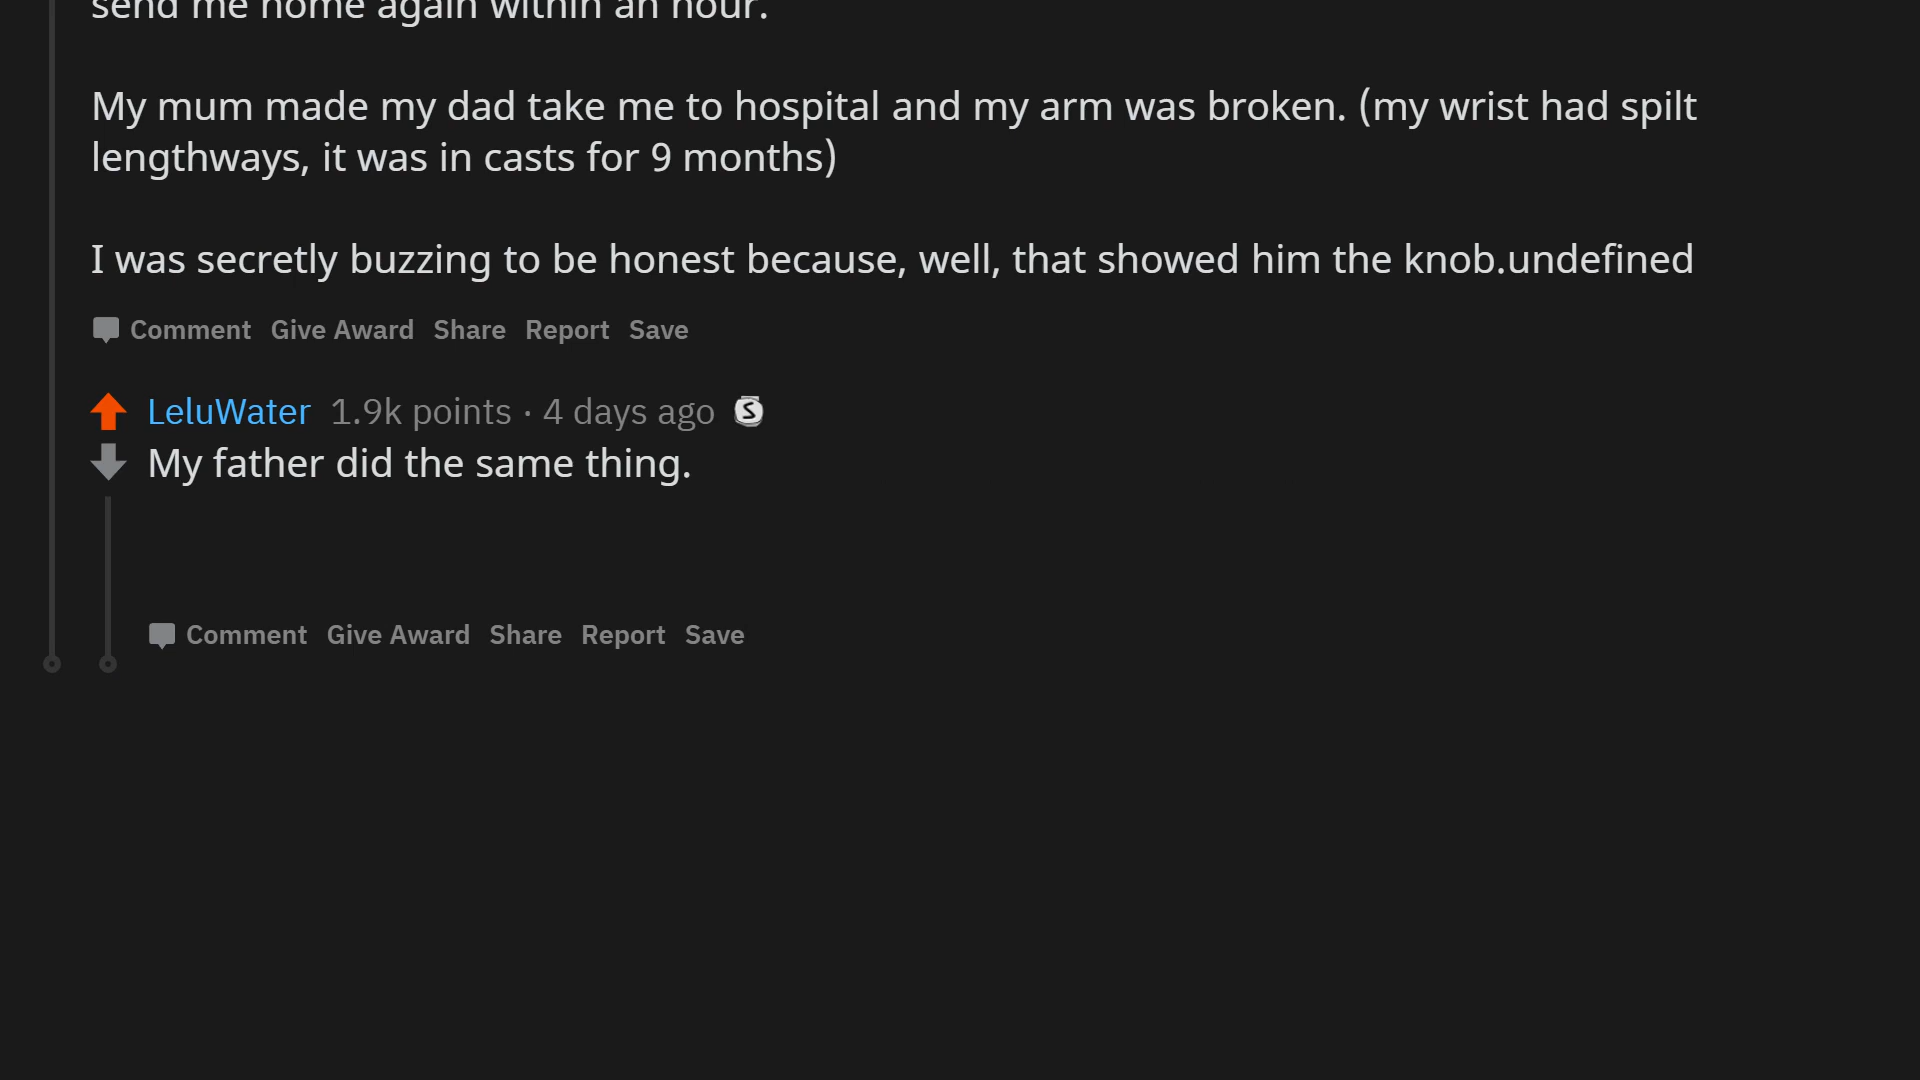 send me home again within an hour.
My mum made my dad take me to hospital and my arm was broken. (my wrist had spilt
lengthways, it was in casts for 9 months)
I was secretly buzzing to be honest because, well, that showed him the knob.undefined
Comment Give Award Share Report Save
LeluWater 1.9k points · 4 days ago S
My father did the same thing.
Comment Give Award Share Report Save